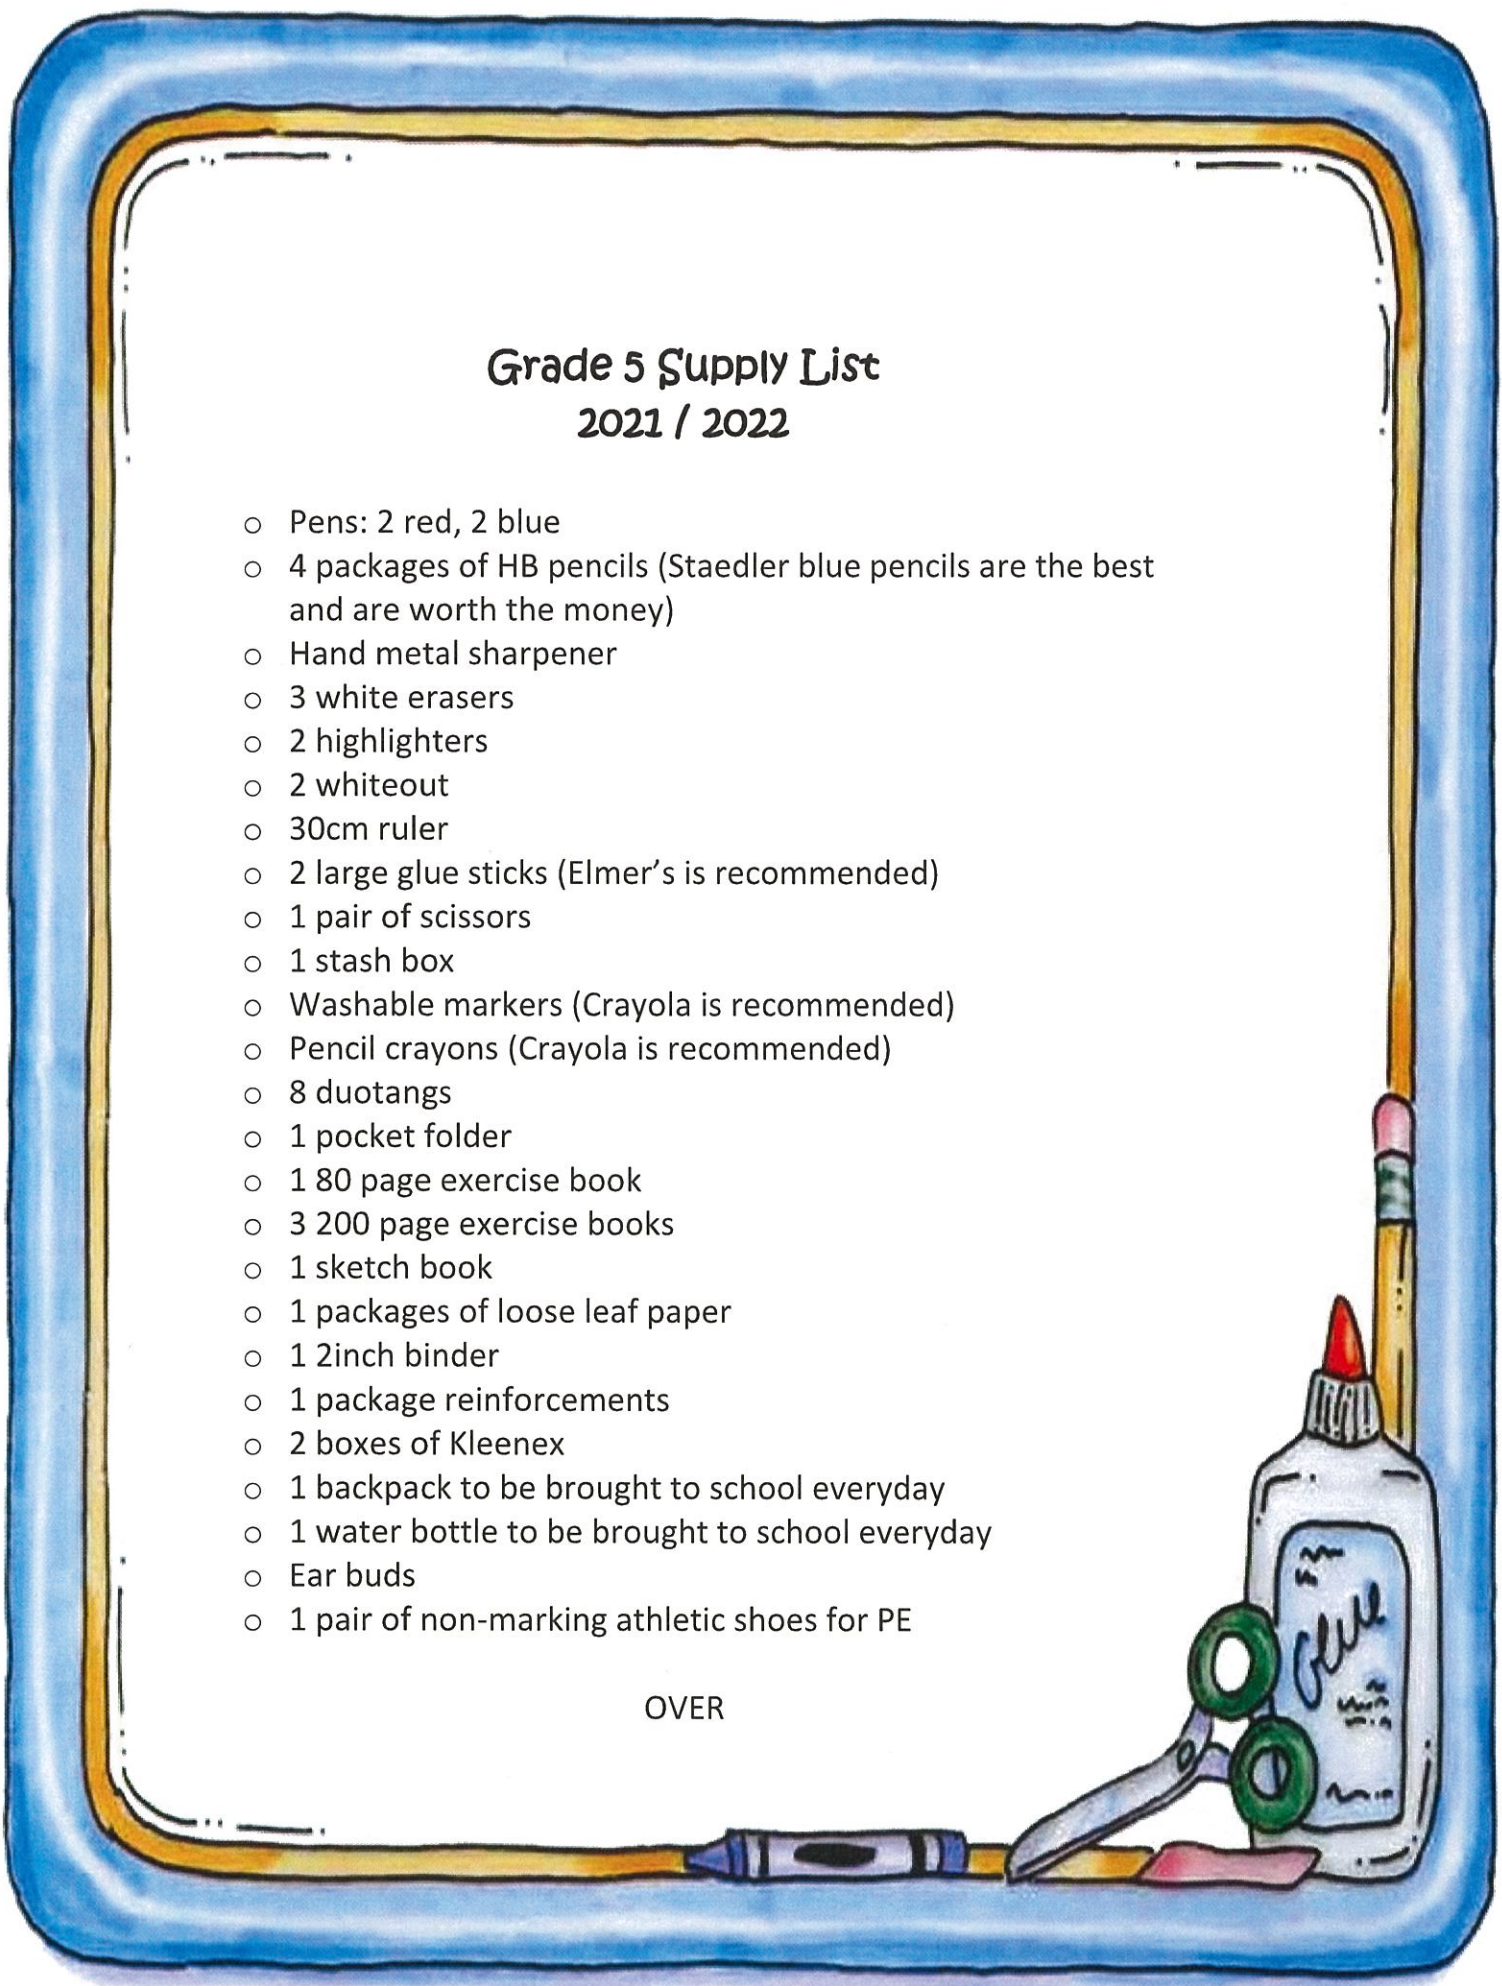 Grade 5 Supply List
2021 / 2022
o Pens: 2 red, 2 blue
o 4 packages of HB pencils (Staedler blue pencils are the best
and are worth the money)
o Hand metal sharpener
o 3 white erasers
o 2 highlighters
o 2 whiteout
o 30cm ruler
o 2 large glue sticks (Elmer’s is recommended)
o 1 pair of scissors
o 1 stash box
o Washable markers (Crayola is recommended)
o Pencil crayons (Crayola is recommended)
o 8 duotangs
o 1 pocket folder
o 1 80 page exercise book
o 3 200 page exercise books
o 1 sketch book
o 1 packages of loose leaf paper
o 1 2inch binder
o 1 package reinforcements
o 2 boxes of Kleenex
o 1 backpack to be brought to school everyday
o 1 water bottle to be brought to school everyday
o Ear buds
o 1 pair of non-marking athletic shoes for PE
Glue
OVER